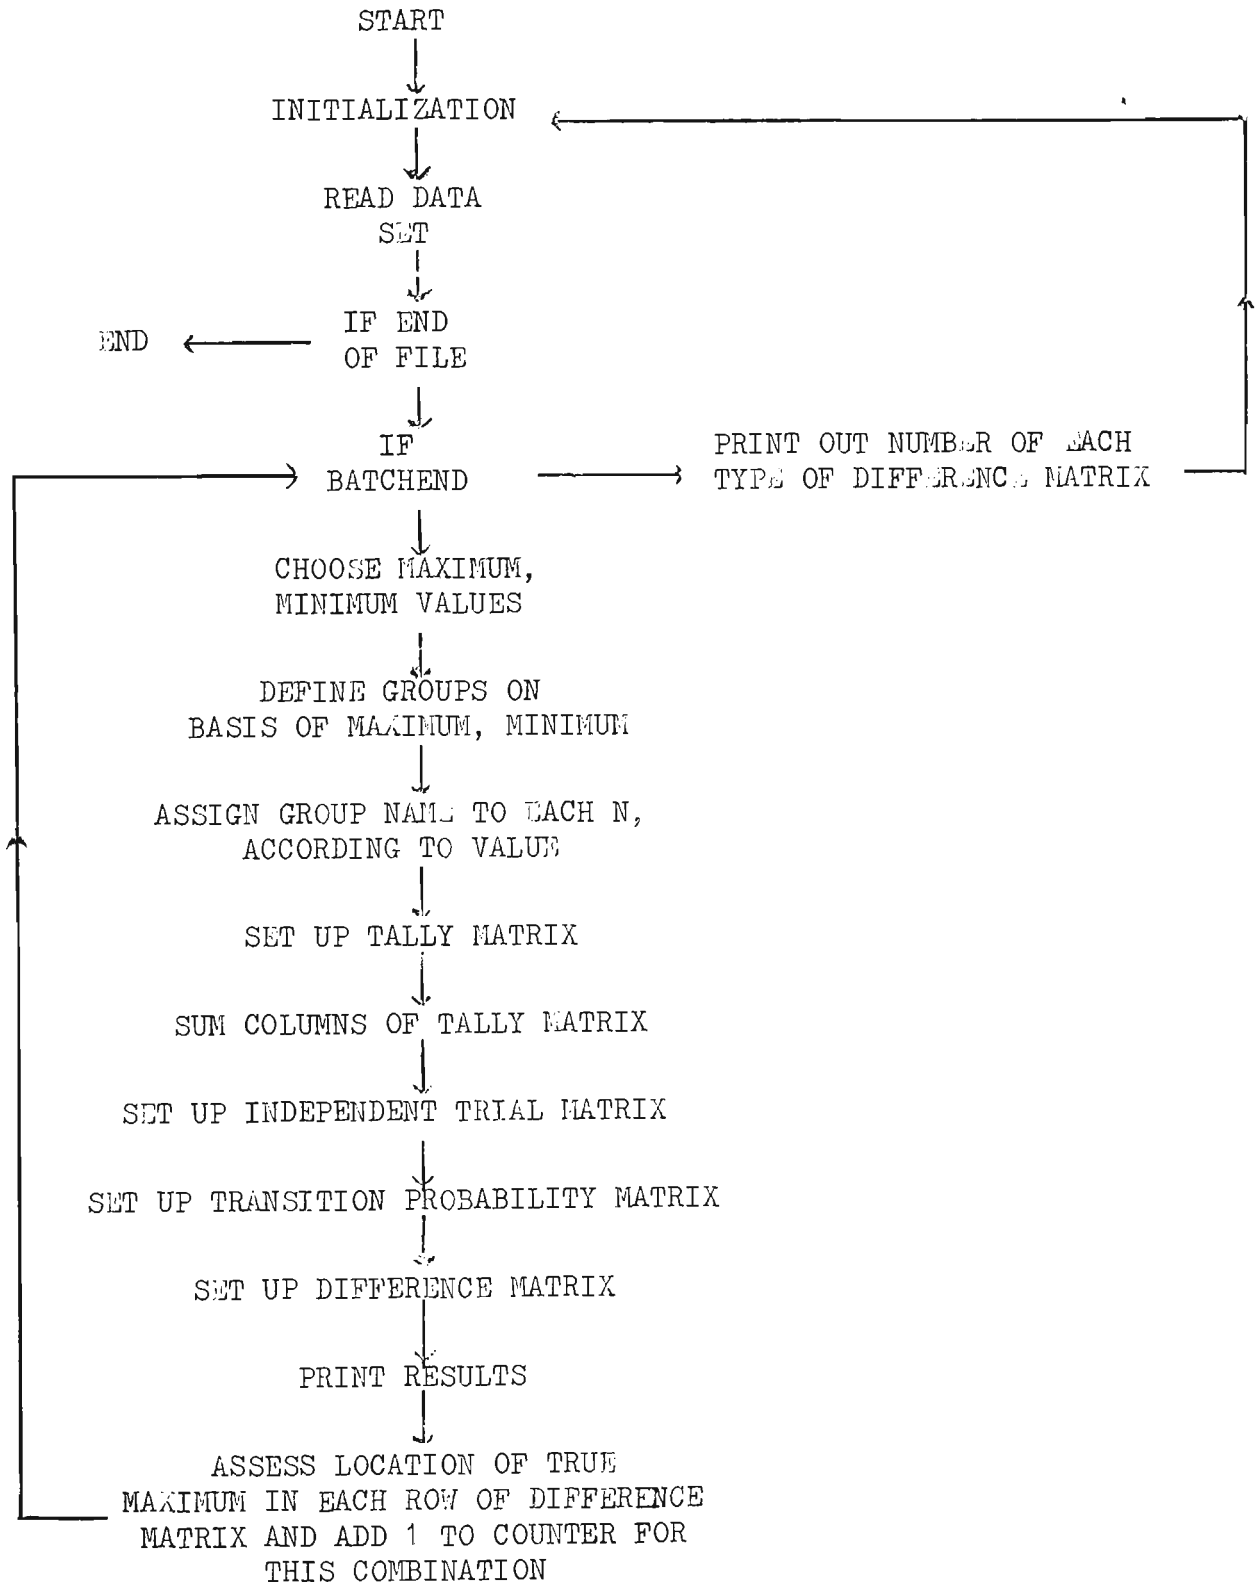 START
INITIALIZATION
READ DATA
SET
IF END
OF FILE
END
IF
BATCHEND
PRINT OUT NUMBER OF EACH
TYPE OF DIFFERENCE MATRIX
CHOOSE MAXIMUM,
MINIMUM VALUES
DEFINE GROUPS ON
BASIS OF MAXIMUM, MINIMUM
ASSIGN GROUP NAME TO EACH N,
ACCORDING TO VALUE
SET UP TALLY MATRIX
SUM COLUMNS OF TALLY MATRIX
SET UP INDEPENDENT TRIAL MATRIX
SET UP TRANSITION PROBABILITY MATRIX
SET UP DIFFERENCE MATRIX
PRINT RESULTS
ASSESS LOCATION OF TRUE
MAXIMUM IN EACH ROW OF DIFFERENCE
MATRIX AND ADD 1 TO COUNTER FOR
THIS COMBINATION